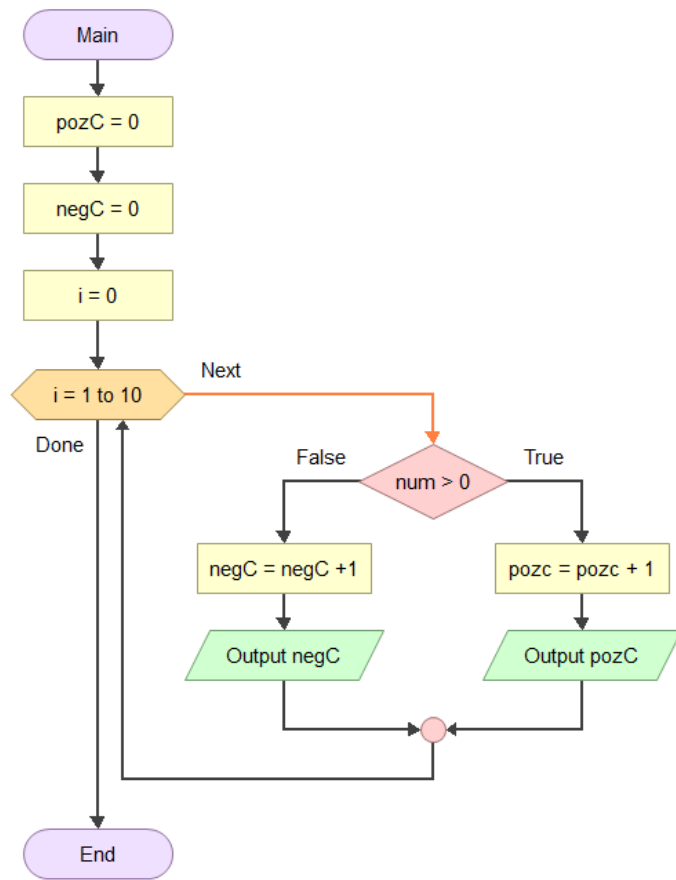 Main
pozC = 0
negC = 0
i = 0
i = 1 to 10
Next
Done
False
True
num > 0
negC = negC +1
pozc = pozc + 1
Output negC
Output pozC
End